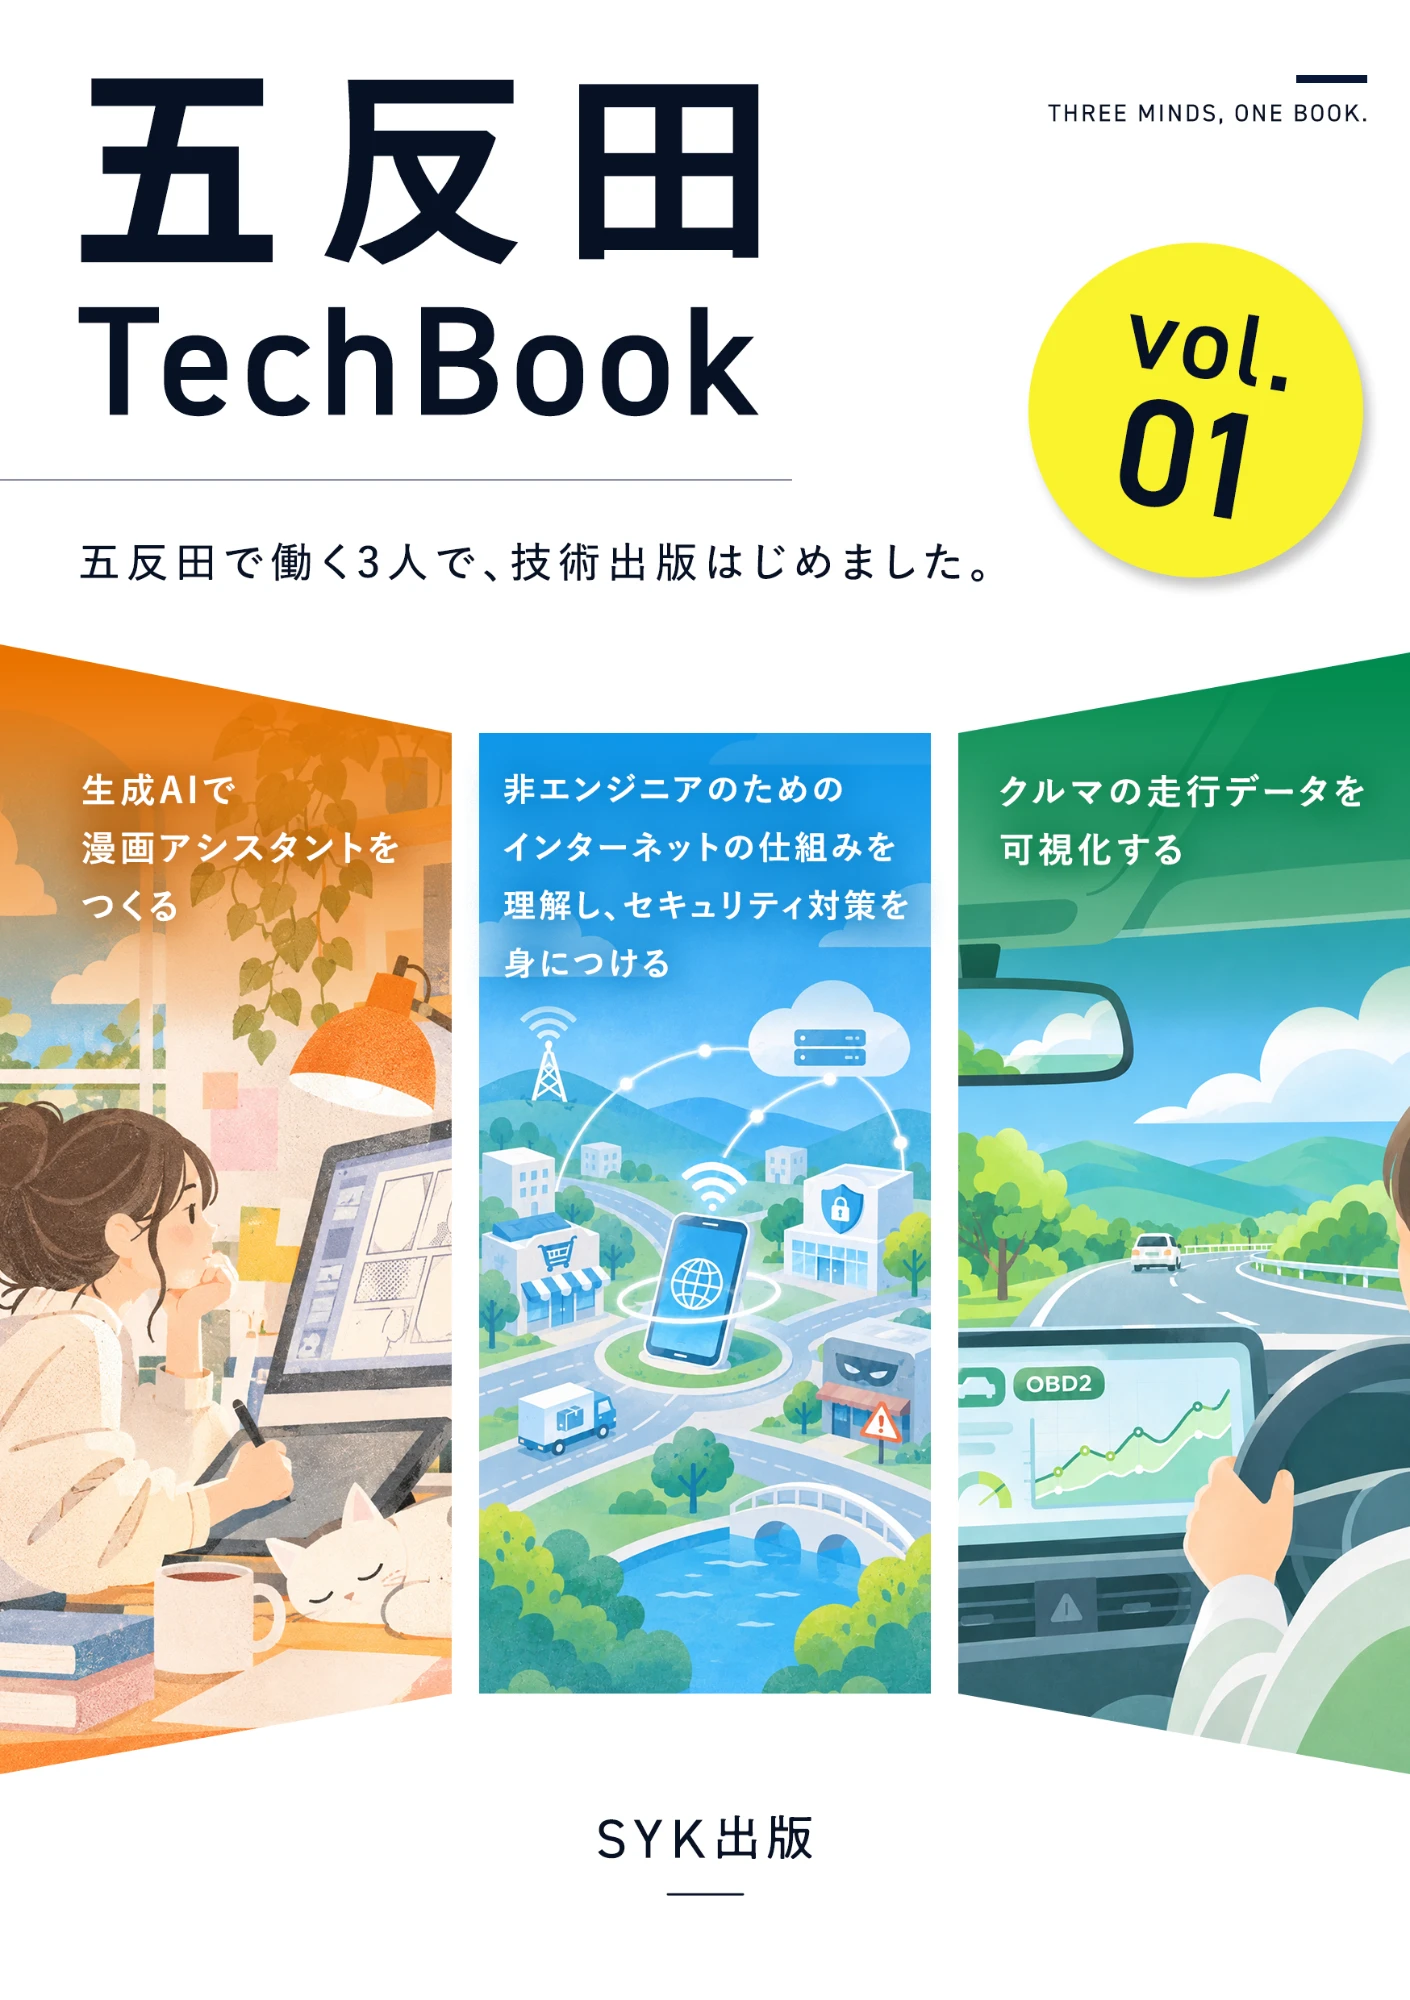 五反田
TechBook
THREE MINDS, ONE BOOK.
vol.
01
五反田で働く3人で、技術出版はじめました。
生成AIで
漫画アシスタントを
つくる
非エンジニアのための
インターネットの仕組みを
理解し、セキュリティ対策を
身につける
クルマの走行データを
可視化する
OBD2
SYK出版